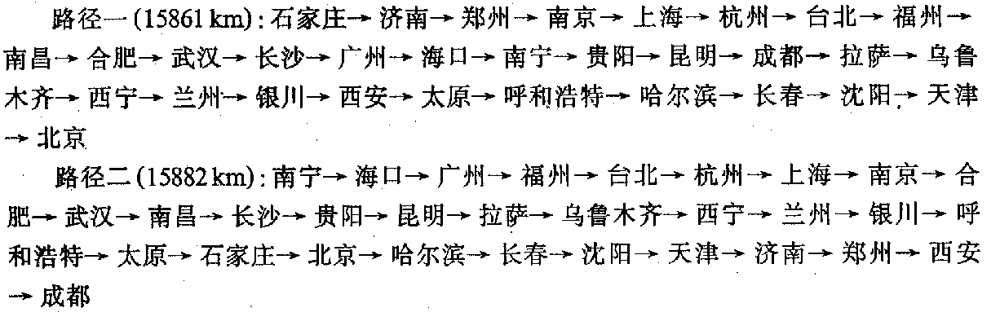 路径一(15861km):石家庄→济南→郑州→南京→上海→杭州→台北→福州→
南昌→合肥→武汉→长沙→广州→海口→南宁→贵阳→昆明→成都→拉萨→乌鲁
木齐→西宁→兰州→银川→西安→太原→呼和浩特→哈尔滨→长春→沈阳→天津
→北京
路径二(15882km):南宁→海口→广州→福州→台北→杭州→上海→南京→合
肥→武汉→南昌→长沙→贵阳→昆明→拉萨→乌鲁木齐→西宁→兰州→银川→呼
和浩特→太原→石家庄→北京→哈尔滨→长春→沈阳→天津→济南→郑州→西安
→成都